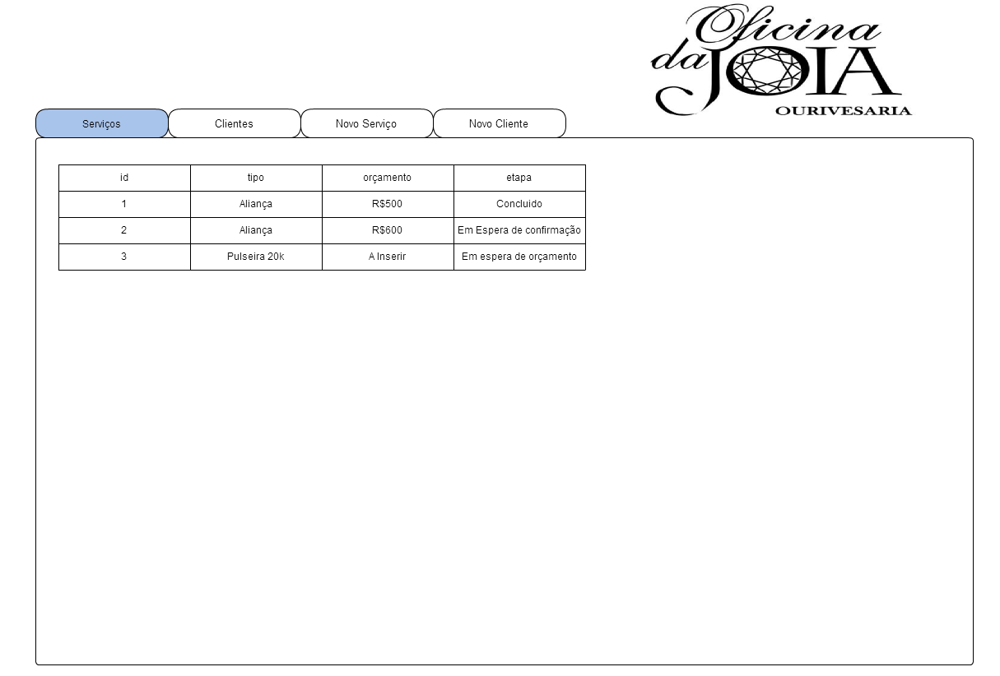 Oficina
da JOIA
OURIVESARIA
Serviços Clientes Novo Serviço Novo Cliente
id tipo orçamento etapa
1 Aliança R$500 Concluido
2 Aliança R$600 Em Espera de confirmação
3 Pulseira 20k A Inserir Em espera de orçamento